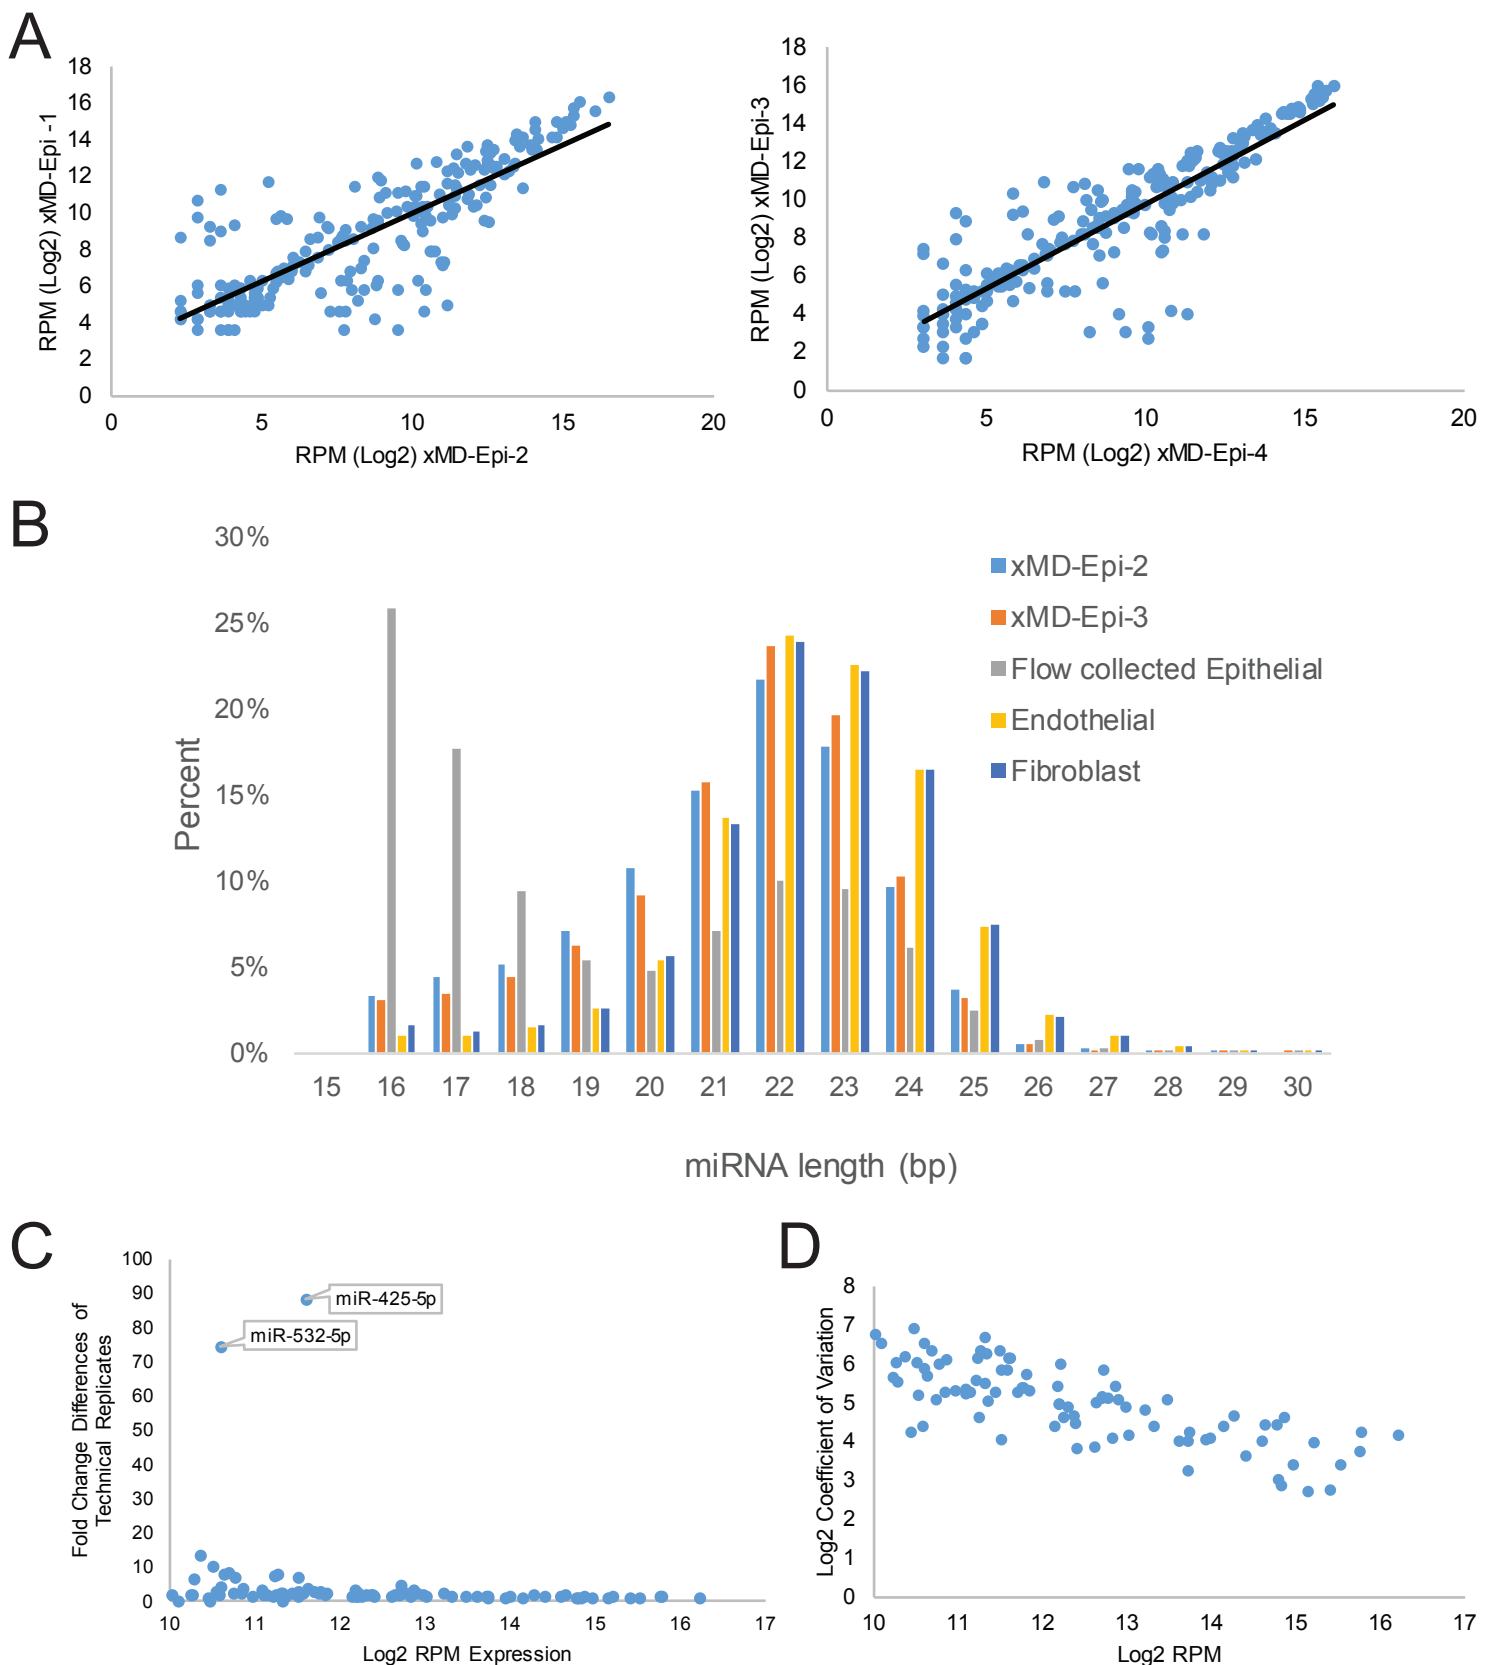 A
18
16
14
12
10
8
6
4
2
0
0 5 10 15 20
RPM (Log2) xMD-Epi -1
RPM (Log2) xMD-Epi-2
18
16
14
12
10
8
6
4
2
0
0 5 10 15 20
RPM (Log2) xMD-Epi-3
RPM (Log2) xMD-Epi-4
B
30%
25%
20%
15%
10%
5%
0%
Percent
xMD-Epi-2
xMD-Epi-3
Flow collected Epithelial
Endothelial
Fibroblast
15 16 17 18 19 20 21 22 23 24 25 26 27 28 29 30
miRNA length (bp)
C
100
90
80
70
60
50
40
30
20
10
0
Fold Change Differences of
Technical Replicates
miR-425-5p
miR-532-5p
10 11 12 13 14 15 16 17
Log2 RPM Expression
D
8
7
6
5
4
3
2
1
0
Log2 Coefficient of Variation
10 11 12 13 14 15 16 17
Log2 RPM